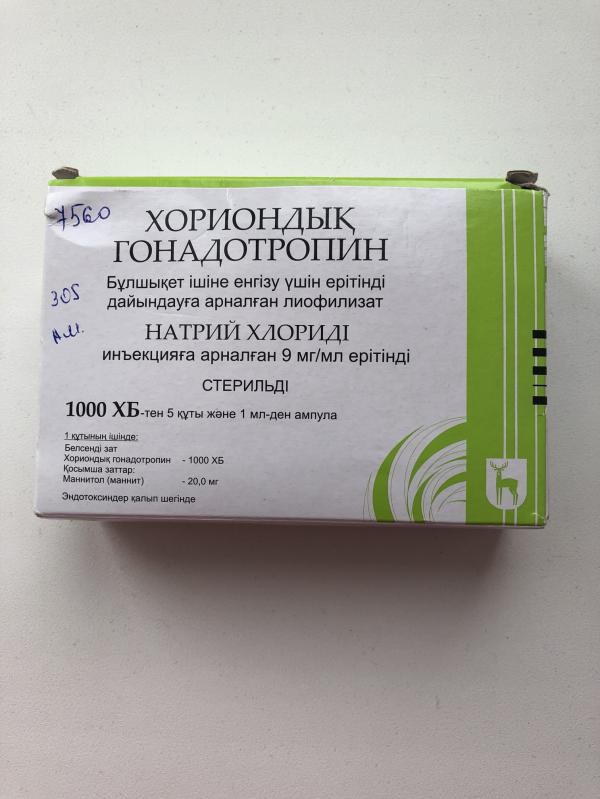 7560
ХОРИОНДЫҚ
ГОНАДОТРОПИН
Бұлшықет ішіне енгізу үшін ерітінді
дайындауға арналған лиофилизат
305
НАТРИЙ ХЛОРИДІ
ам.
инъекцияға арналған 9 мг/мл ерітінді
СТЕРИЛЬДІ
1000 ХБ-тен 5 құты және 1 мл-ден ампула
1 құтының ішінде:
Белсенді зат
Хориондық гонадотропин - 1000 ХБ
Қосымша заттар:
Маннитол (маннит) - 20,0 мг
Эндотоксиндер қалып шегінде